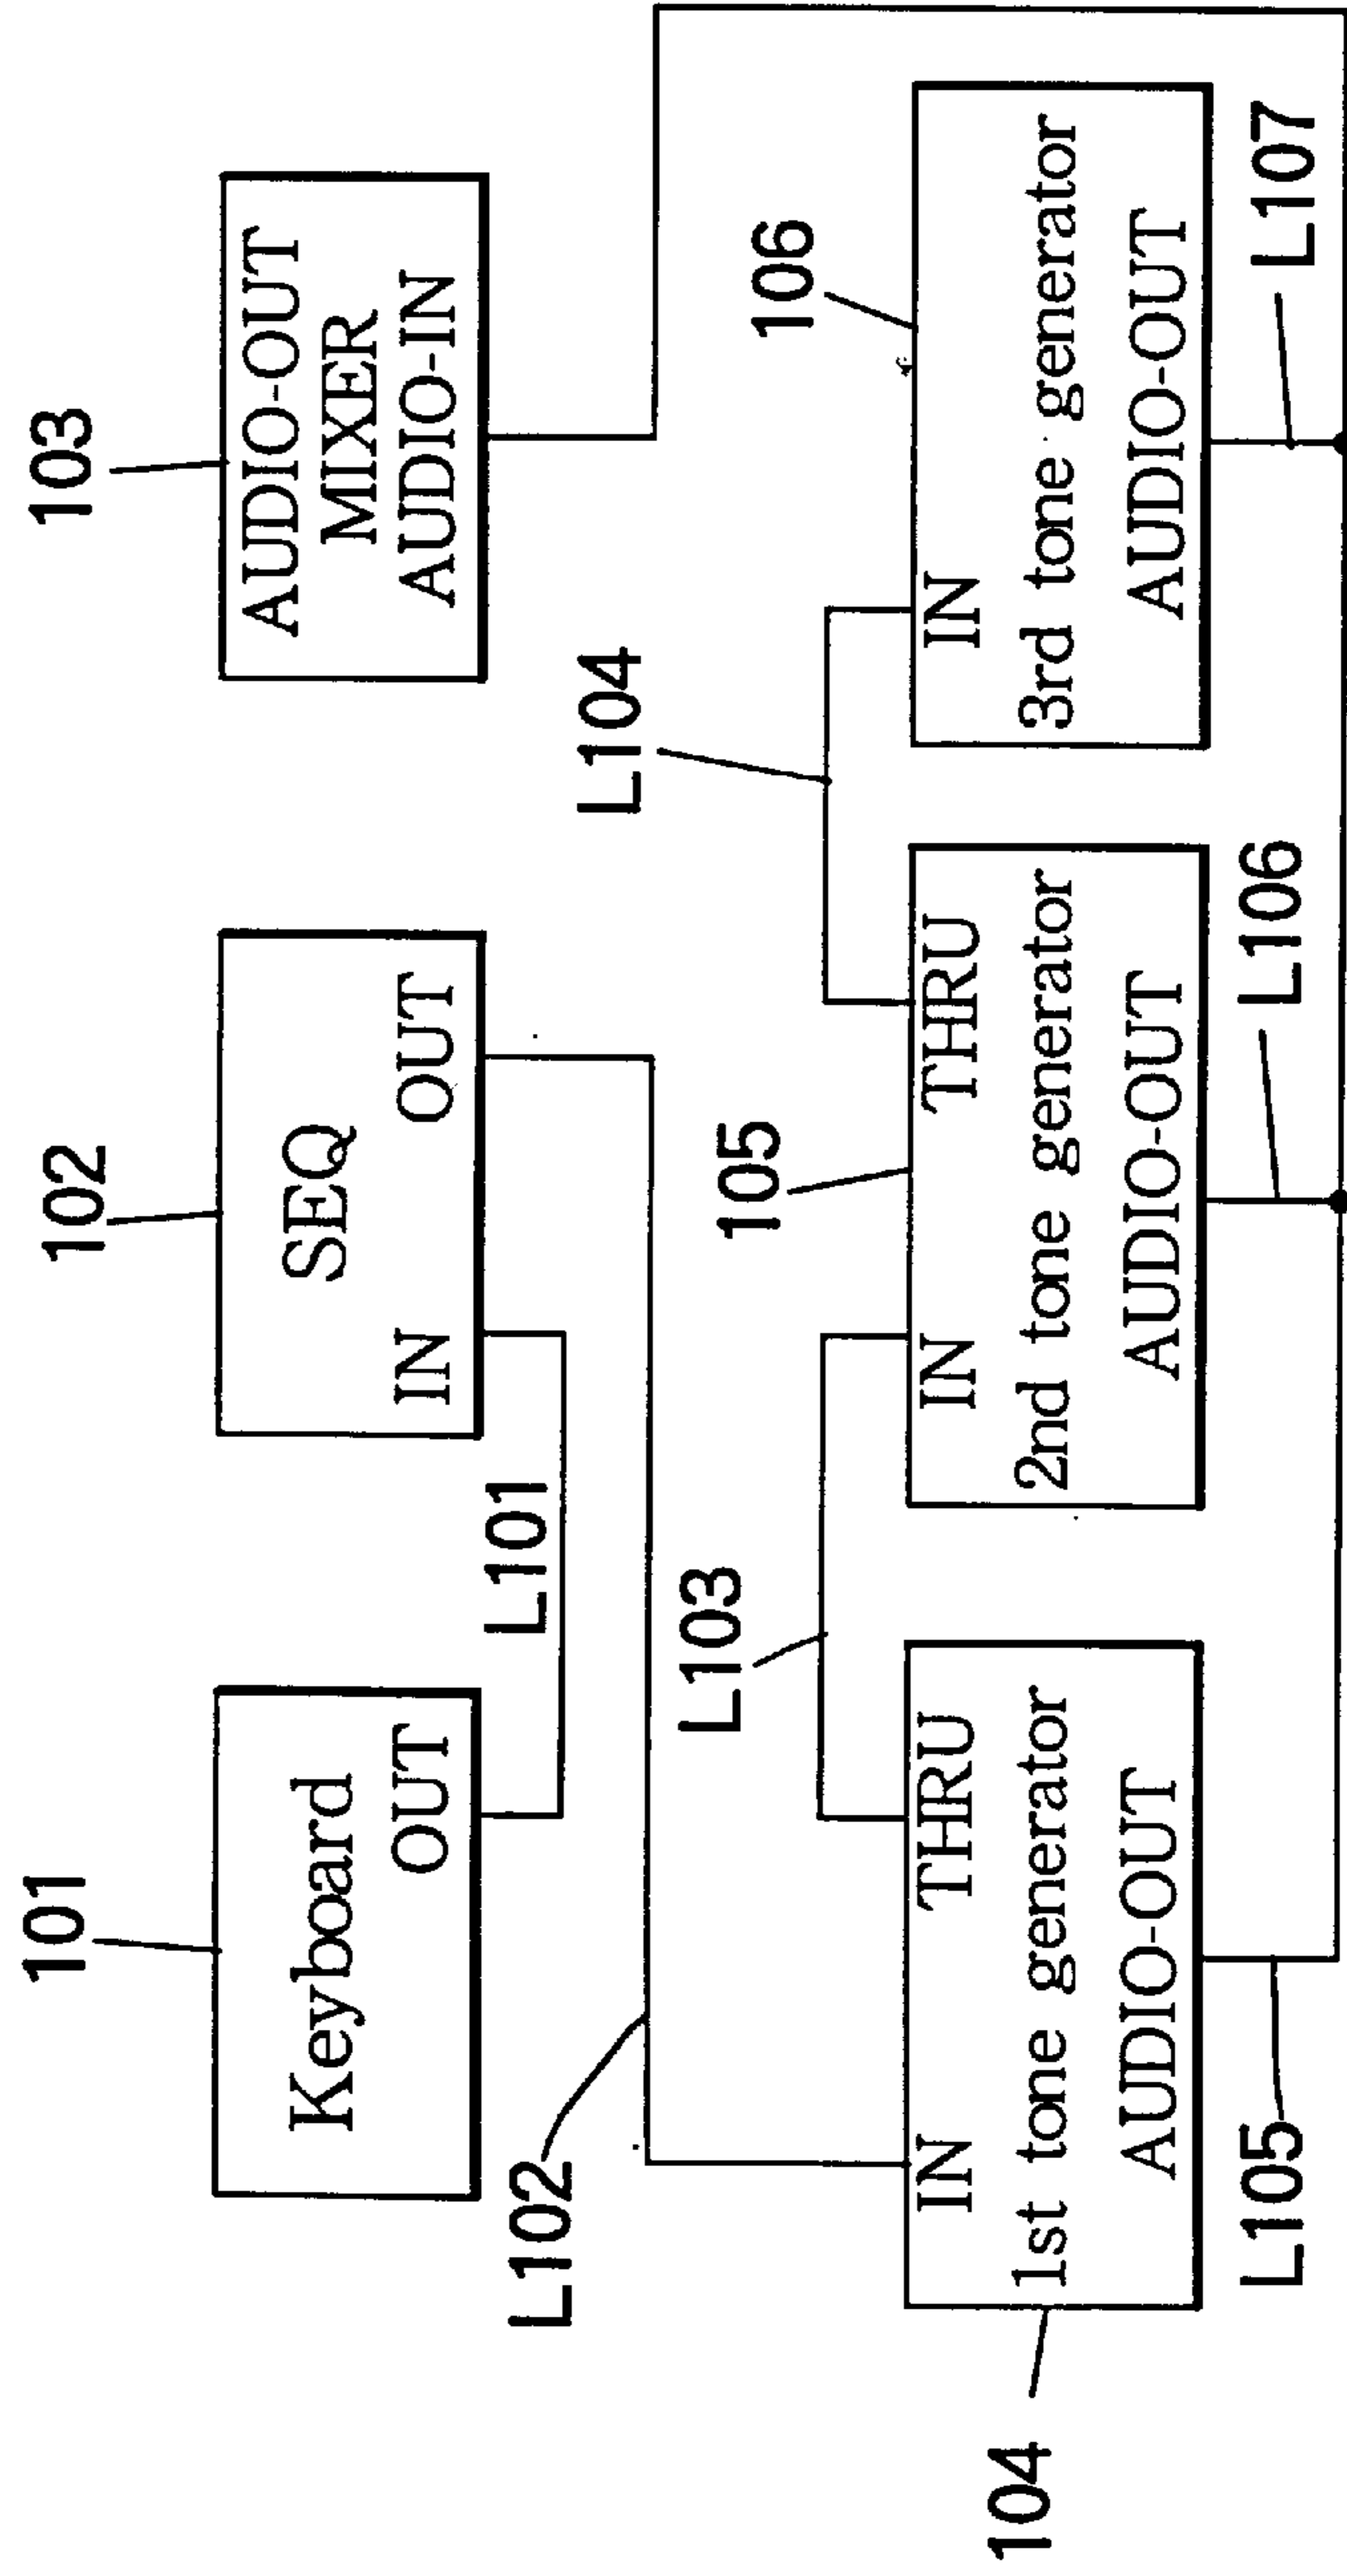 101
102
103
Keyboard
OUT
SEQ
IN
OUT
AUDIO-OUT
MIXER
AUDIO-IN
L101
L102
L103
L104
105
106
IN
THRU
1st tone generator
AUDIO-OUT
104
IN
THRU
2nd tone generator
AUDIO-OUT
IN
3rd tone generator
AUDIO-OUT
L105
L106
L107